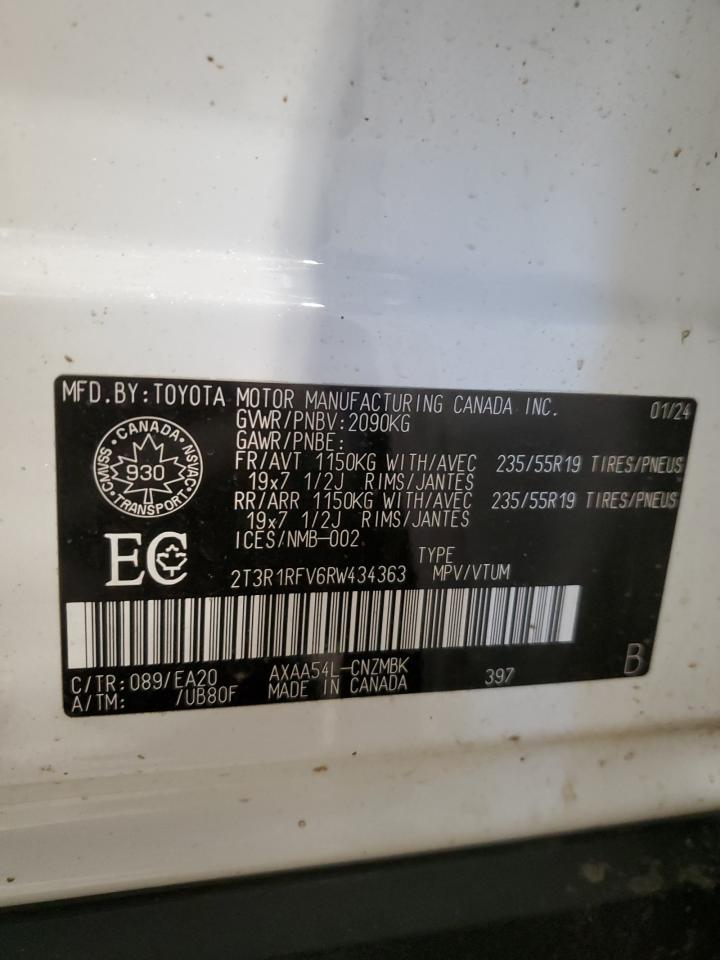 MFD.BY:TOYOTA MOTOR MANUFACTURING CANADA INC. 01/24
GVWR/PNBV:2090KG
GAWR/PNBE:
FR/AVT 1150KG WITH/AVEC 235/55R19 TIRES/PNEUS
19x7 1/2J RIMS/JANTES
RR/ARR 1150KG WITH/AVEC 235/55R19 TIRES/PNEUS
19x7 1/2J RIMS/JANTES
ICES/NMB-002
CANADA
CMVSS 930 NSVAC
TRANSPORT
EC
TYPE
2T3R1RFV6RW434363 MPV/VTUM
C/TR:089/EA20 AXAA54L-CNZMBK 397 B
A/TM: /UB80F MADE IN CANADA